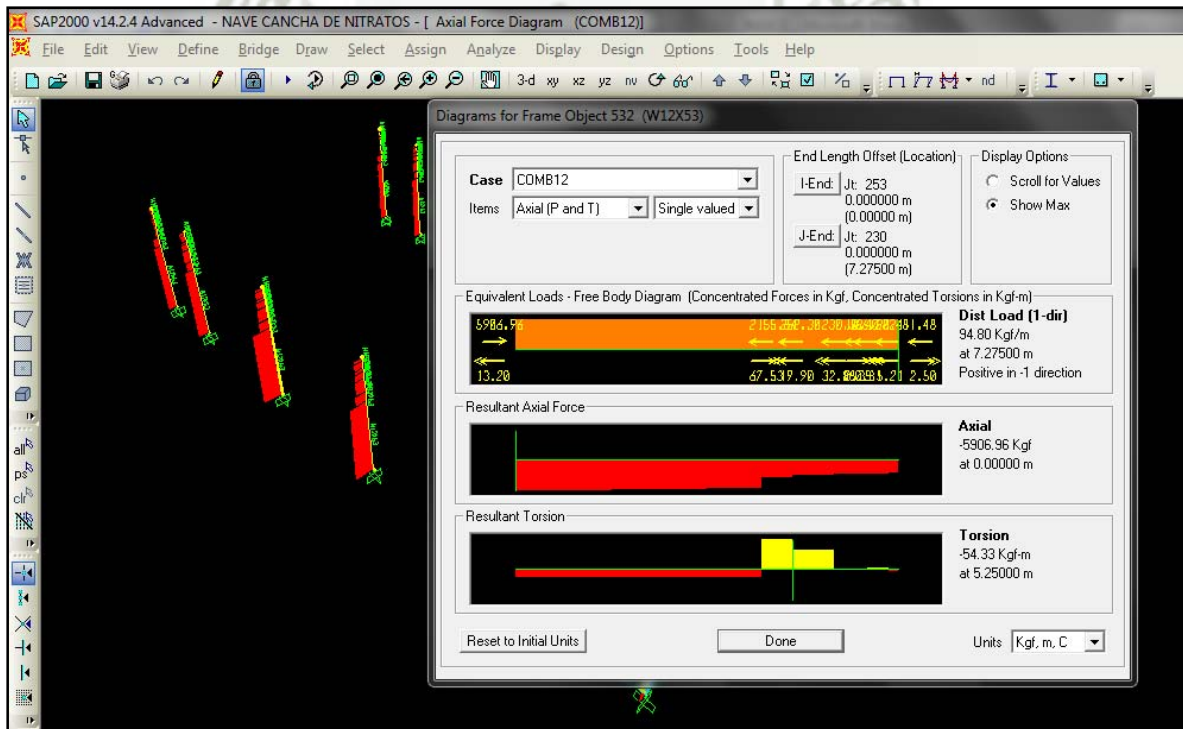 SAP2000 v14.2.4 Advanced - NAVE CANCHA DE NITRATOS - [ Axial Force Diagram (COMB12)]
File Edit View Define Bridge Draw Select Assign Analyze Display Design Options Tools Help
3-d xy xz yz nv nd
all
ps
clr
Diagrams for Frame Object 532 (W12X53)
Case COMB12
Items Axial (P and T) Single valued
End Length Offset (Location)
I-End: Jt: 253
0.000000 m
(0.00000 m)
J-End: Jt: 230
0.000000 m
(7.27500 m)
Display Options
Scroll for Values
Show Max
Equivalent Loads - Free Body Diagram (Concentrated Forces in Kgf, Concentrated Torsions in Kgf-m)
5906.96
13.20 2.50
Dist Load (1-dir)
94.80 Kgf/m
at 7.27500 m
Positive in -1 direction
Resultant Axial Force
Axial
-5906.96 Kgf
at 0.00000 m
Resultant Torsion
Torsion
-54.33 Kgf-m
at 5.25000 m
Reset to Initial Units Done Units Kgf, m, C